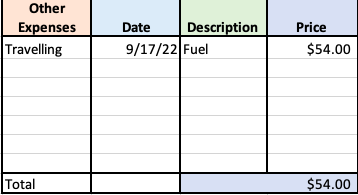 Other Expenses Date Description Price
Travelling 9/17/22 Fuel $54.00
Total $54.00